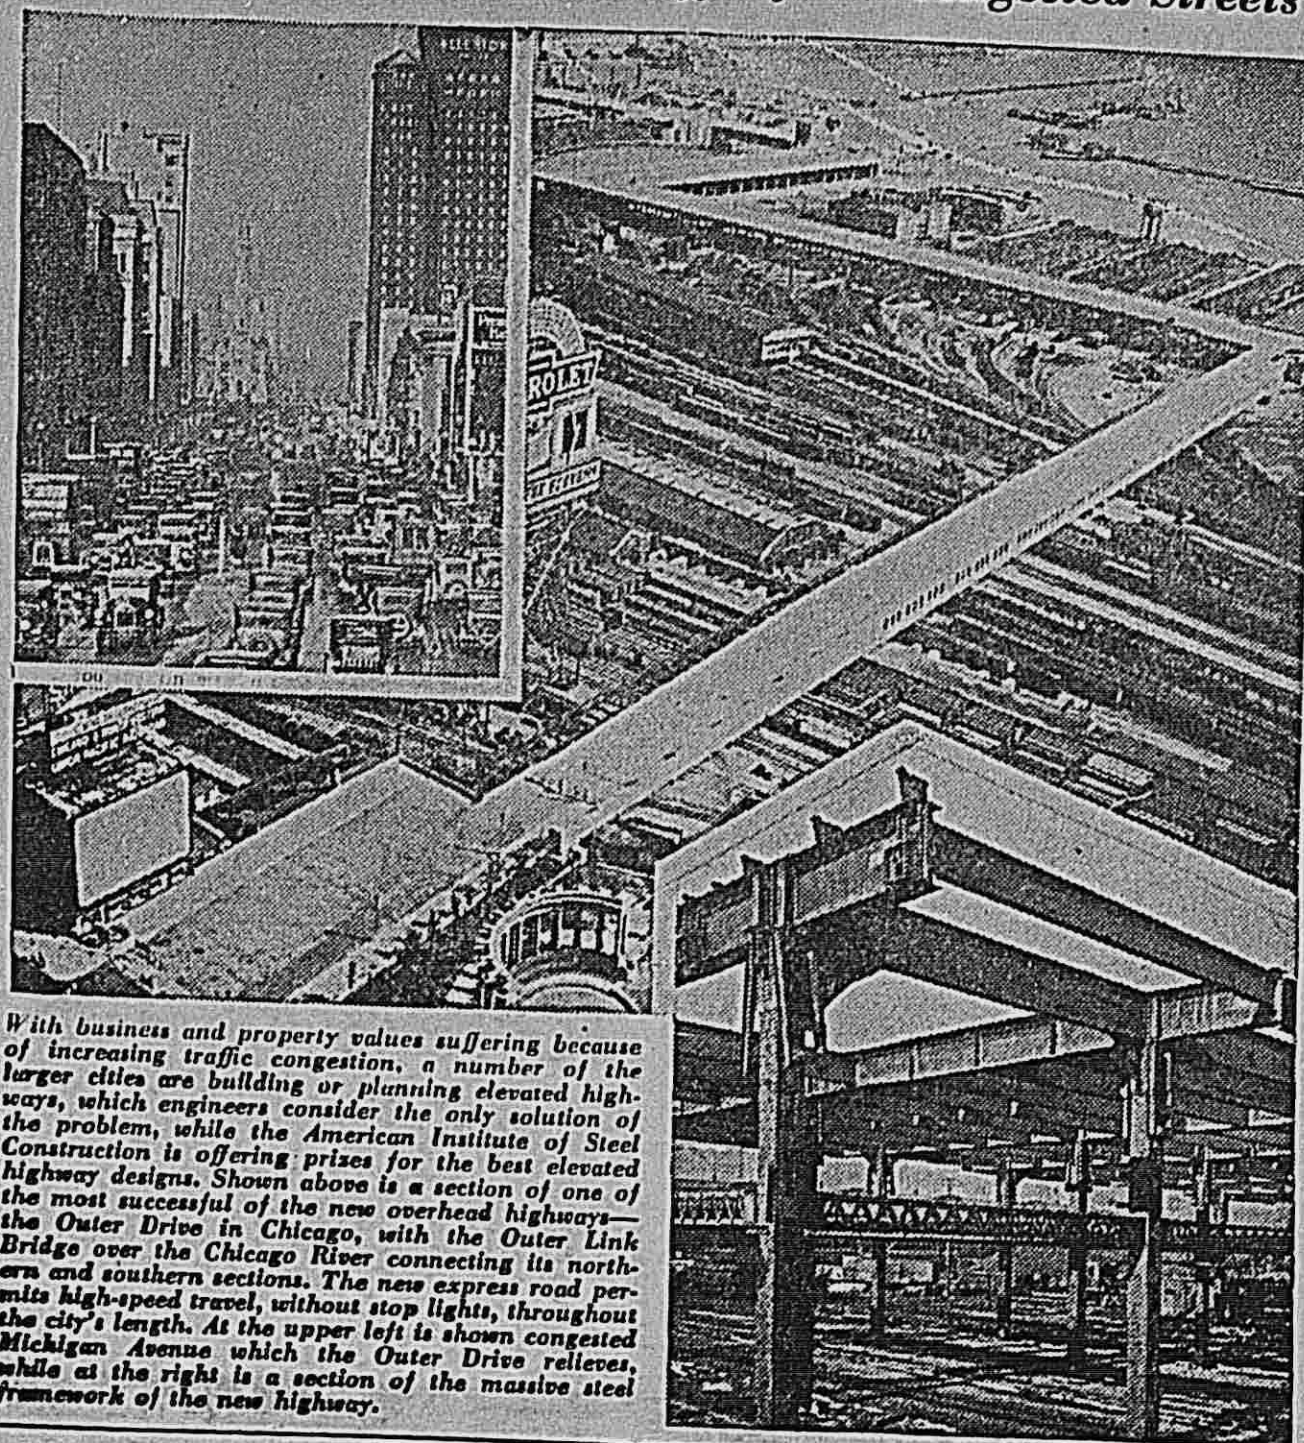 Streets
ALLERTON
ROLET
With business and property values suffering because
of increasing traffic congestion, a number of the
larger cities are building or planning elevated high-
ways, which engineers consider the only solution of
the problem, while the American Institute of Steel
Construction is offering prizes for the best elevated
highway designs. Shown above is a section of one of
the most successful of the new overhead highways—
the Outer Drive in Chicago, with the Outer Link
Bridge over the Chicago River connecting its north-
ern and southern sections. The new express road per-
mits high-speed travel, without stop lights, throughout
the city's length. At the upper left is shown congested
Michigan Avenue which the Outer Drive relieves,
while at the right is a section of the massive steel
framework of the new highway.